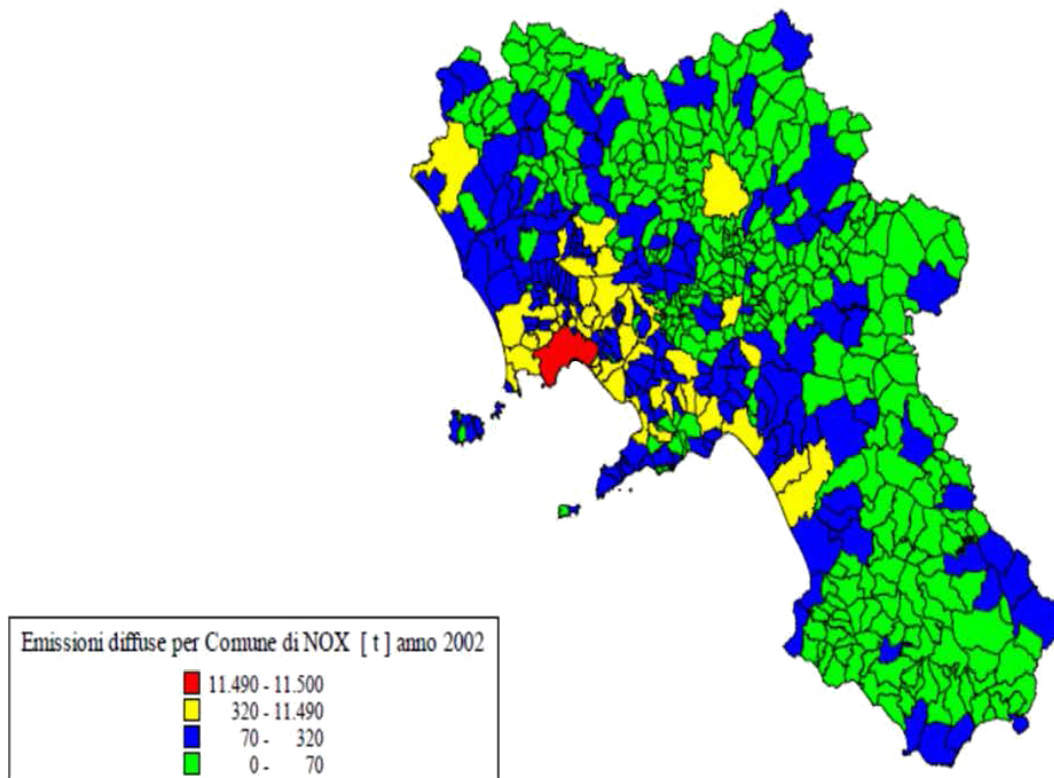 Emissioni diffuse per Comune di NOX [ t ] anno 2002
11.490 - 11.500
320 - 11.490
70 - 320
0 - 70